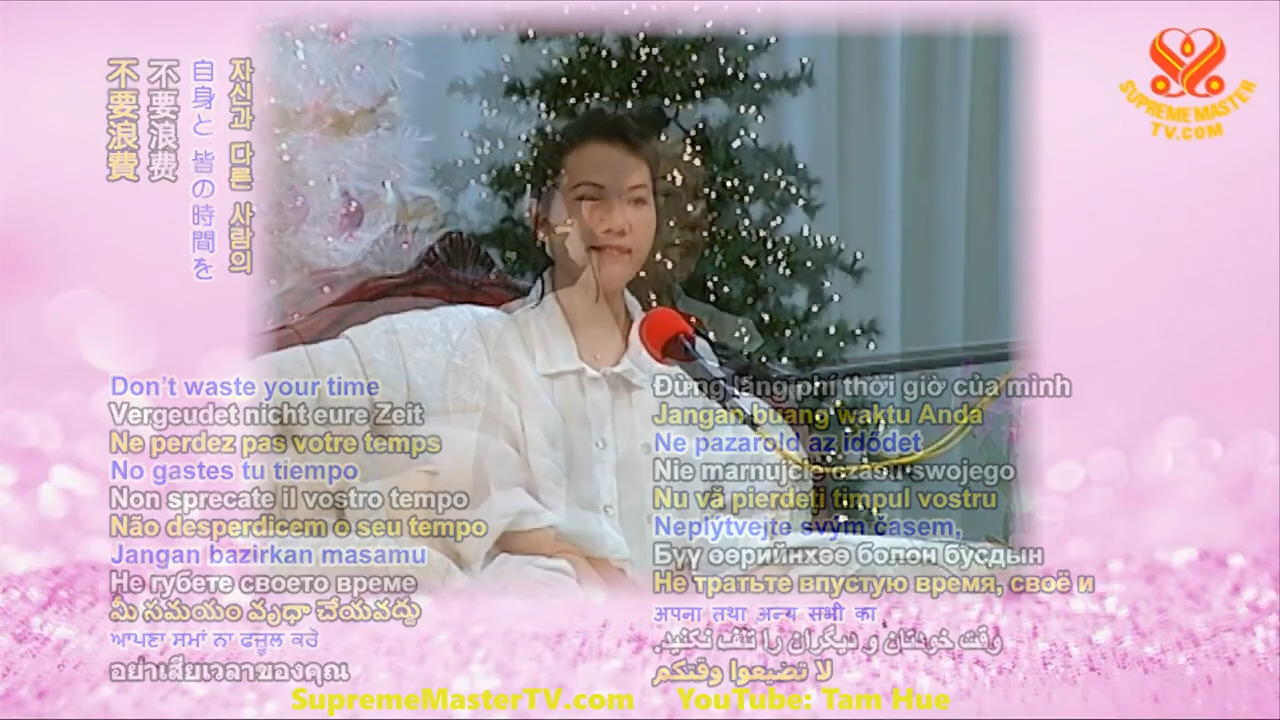 不要浪費
不要浪费
自身と 皆の時間を
자신과 다른 사람의
SUPREME MASTER
TV.COM
Don't waste your time
Vergeudet nicht eure Zeit
Ne perdez pas votre temps
No gastes tu tiempo
Non sprecate il vostro tempo
Não desperdicem o seu tempo
Jangan bazirkan masamu
Не губете своето време
మీ సమయం వృధా చేయవద్దు
ਆਪਣਾ ਸਮਾਂ ਨਾ ਫਜ਼ੂਲ ਕਰੋ
อย่าเสียเวลาของคุณ
Đừng lãng phí thời giờ của mình
Jangan buang waktu Anda
Ne pazarold az idődet
Nie marnujcie czasu swojego
Nu vă pierdeți timpul vostru
Neplýtvejte svým časem,
Бүү өөрийнхөө болон бусдын
Не тратьте впустую время, своё и
अपना तथा अन्य सभी का
وقت خودتان و دیگران را تلف نکنید.
لا تضيعوا وقتكم
SupremeMasterTV.com YouTube: Tam Hue